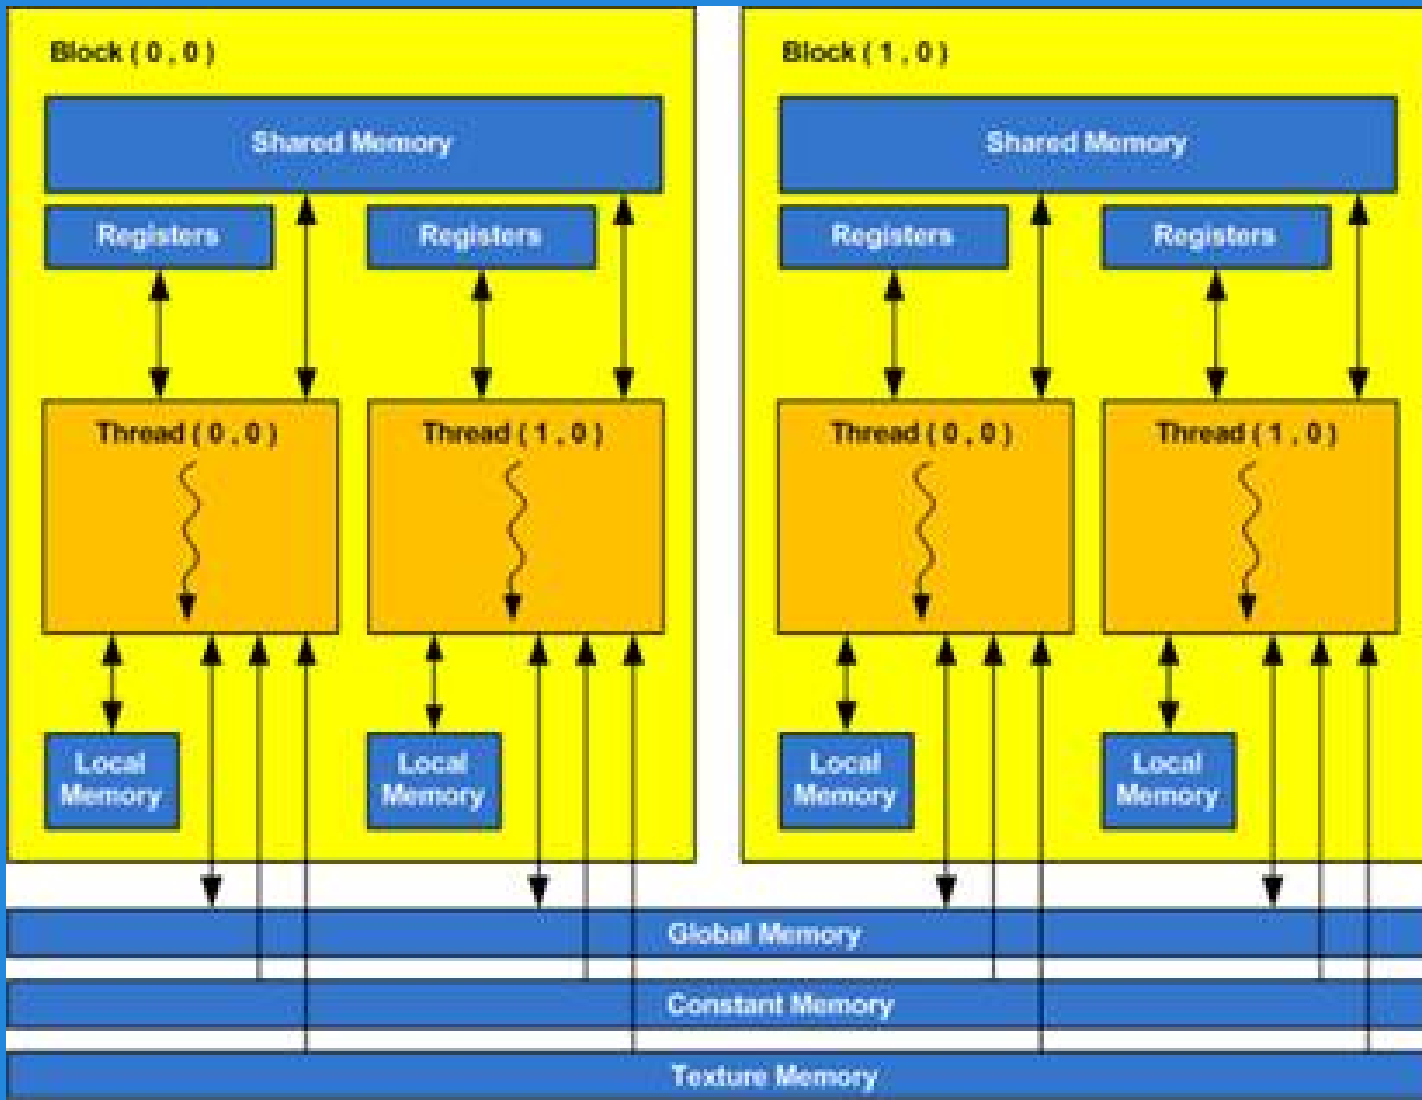 Block ( 0 , 0 )
Shared Memory
Registers
Registers
Thread ( 0 , 0 )
Thread ( 1 , 0 )
Local
Memory
Local
Memory
Block ( 1 , 0 )
Shared Memory
Registers
Registers
Thread ( 0 , 0 )
Thread ( 1 , 0 )
Local
Memory
Local
Memory
Global Memory
Constant Memory
Texture Memory